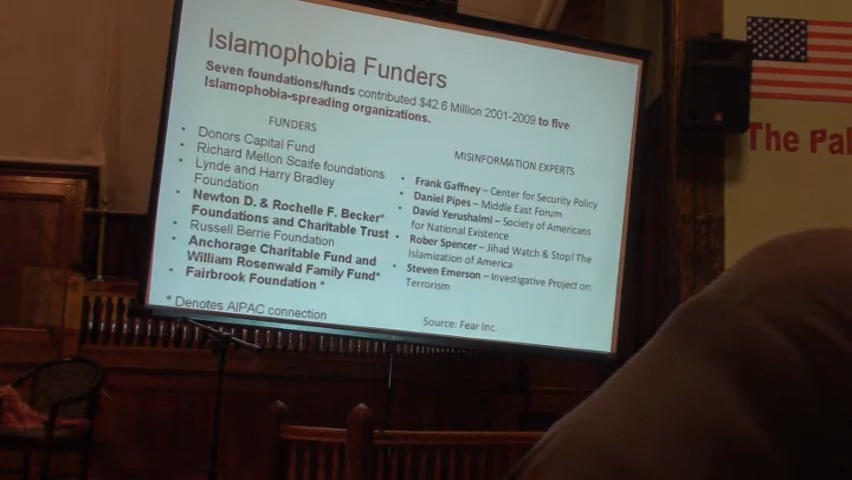 Islamophobia Funders
Seven foundations/funds contributed $42.6 Million 2001-2009 to five
Islamophobia-spreading organizations.
FUNDERS
• Donors Capital Fund
• Richard Mellon Scaife foundations
• Lynde and Harry Bradley
Foundation
• Newton D. & Rochelle F. Becker*
Foundations and Charitable Trust
• Russell Berrie Foundation
• Anchorage Charitable Fund and
William Rosenwald Family Fund*
• Fairbrook Foundation *
* Denotes AIPAC connection
MISINFORMATION EXPERTS
• Frank Gaffney – Center for Security Policy
• Daniel Pipes – Middle East Forum
• David Yerushalmi – Society of Americans
for National Existence
• Rober Spencer – Jihad Watch & Stop! The
Islamization of America
• Steven Emerson – Investigative Project on
Terrorism
Source: Fear Inc.
The Pal